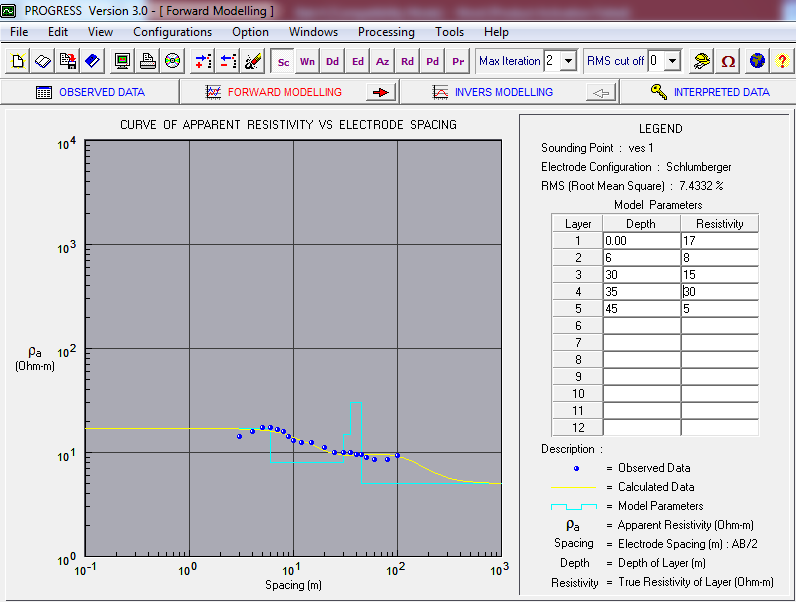 PROGRESS Version 3.0 - [ Forward Modelling ]
File Edit View Configurations Option Windows Processing Tools Help
Sc Wn Dd Ed Az Rd Pd Pr Max Iteration 2 RMS cut off 0 Ω ?
OBSERVED DATA FORWARD MODELLING INVERS MODELLING INTERPRETED DATA
CURVE OF APPARENT RESISTIVITY VS ELECTRODE SPACING
10^4
10^3
10^2
10^1
10^0
ρa
(Ohm-m)
10^-1 10^0 10^1 10^2 10^3
Spacing (m)
LEGEND
Sounding Point : ves 1
Electrode Configuration : Schlumberger
RMS (Root Mean Square) : 7.4332 %
Model Parameters
Layer Depth Resistivity
1 0.00 17
2 6 8
3 30 15
4 35 30
5 45 5
6
7
8
9
10
11
12
Description :
= Observed Data
= Calculated Data
= Model Parameters
ρa = Apparent Resistivity (Ohm-m)
Spacing = Electrode Spacing (m) : AB/2
Depth = Depth of Layer (m)
Resistivity = True Resistivity of Layer (Ohm-m)